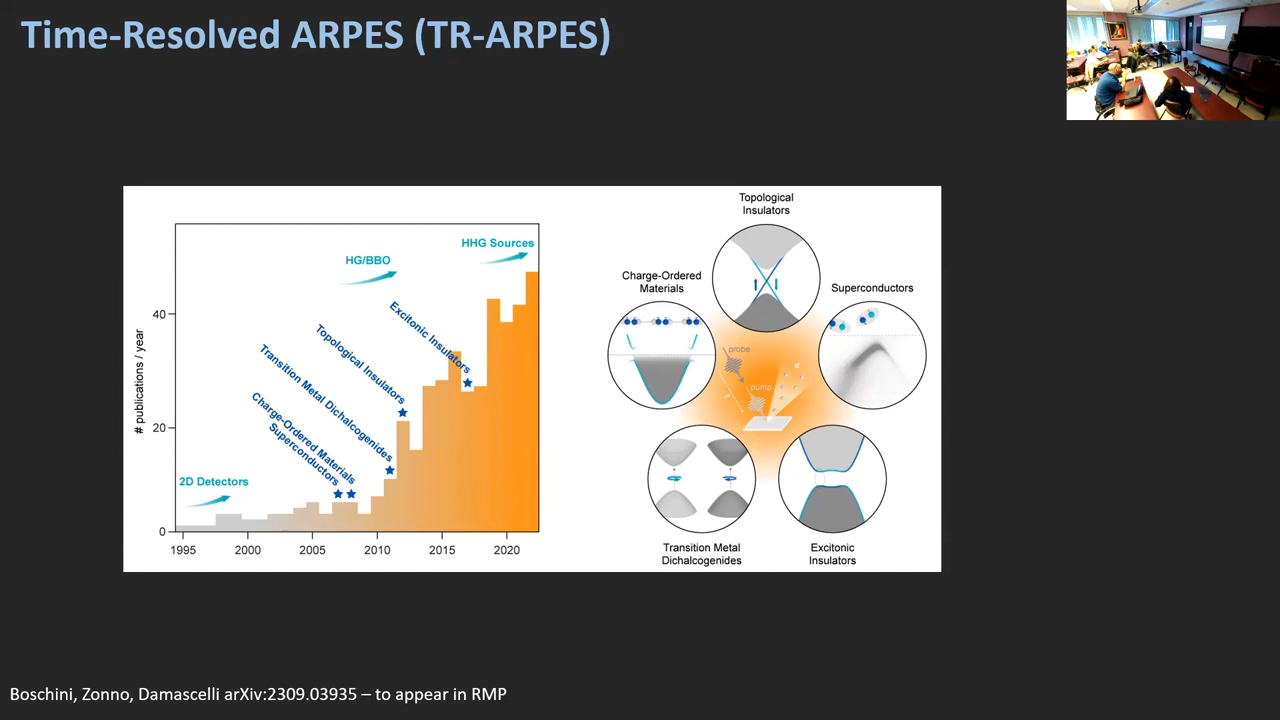 Time-Resolved ARPES (TR-ARPES)
# publications / year
40
20
0
1995
2000
2005
2010
2015
2020
2D Detectors
HG/BBO
HHG Sources
Superconductors
Charge-Ordered Materials
Transition Metal Dichalcogenides
Topological Insulators
Excitonic Insulators
Topological
Insulators
Charge-Ordered
Materials
Superconductors
probe
pump
Transition Metal
Dichalcogenides
Excitonic
Insulators
Boschini, Zonno, Damascelli arXiv:2309.03935 – to appear in RMP